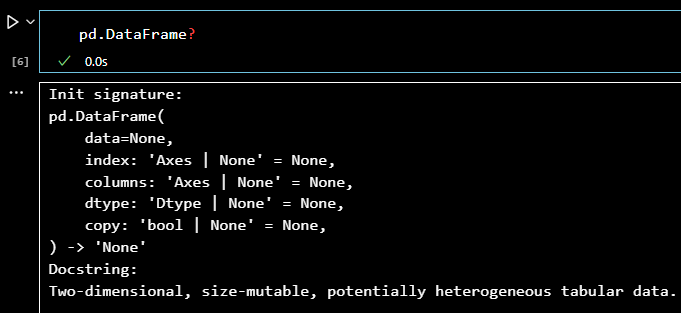 pd.DataFrame?
[6]
0.0s
...
Init signature:
pd.DataFrame(
    data=None,
    index: 'Axes | None' = None,
    columns: 'Axes | None' = None,
    dtype: 'Dtype | None' = None,
    copy: 'bool | None' = None,
) -> 'None'
Docstring:
Two-dimensional, size-mutable, potentially heterogeneous tabular data.